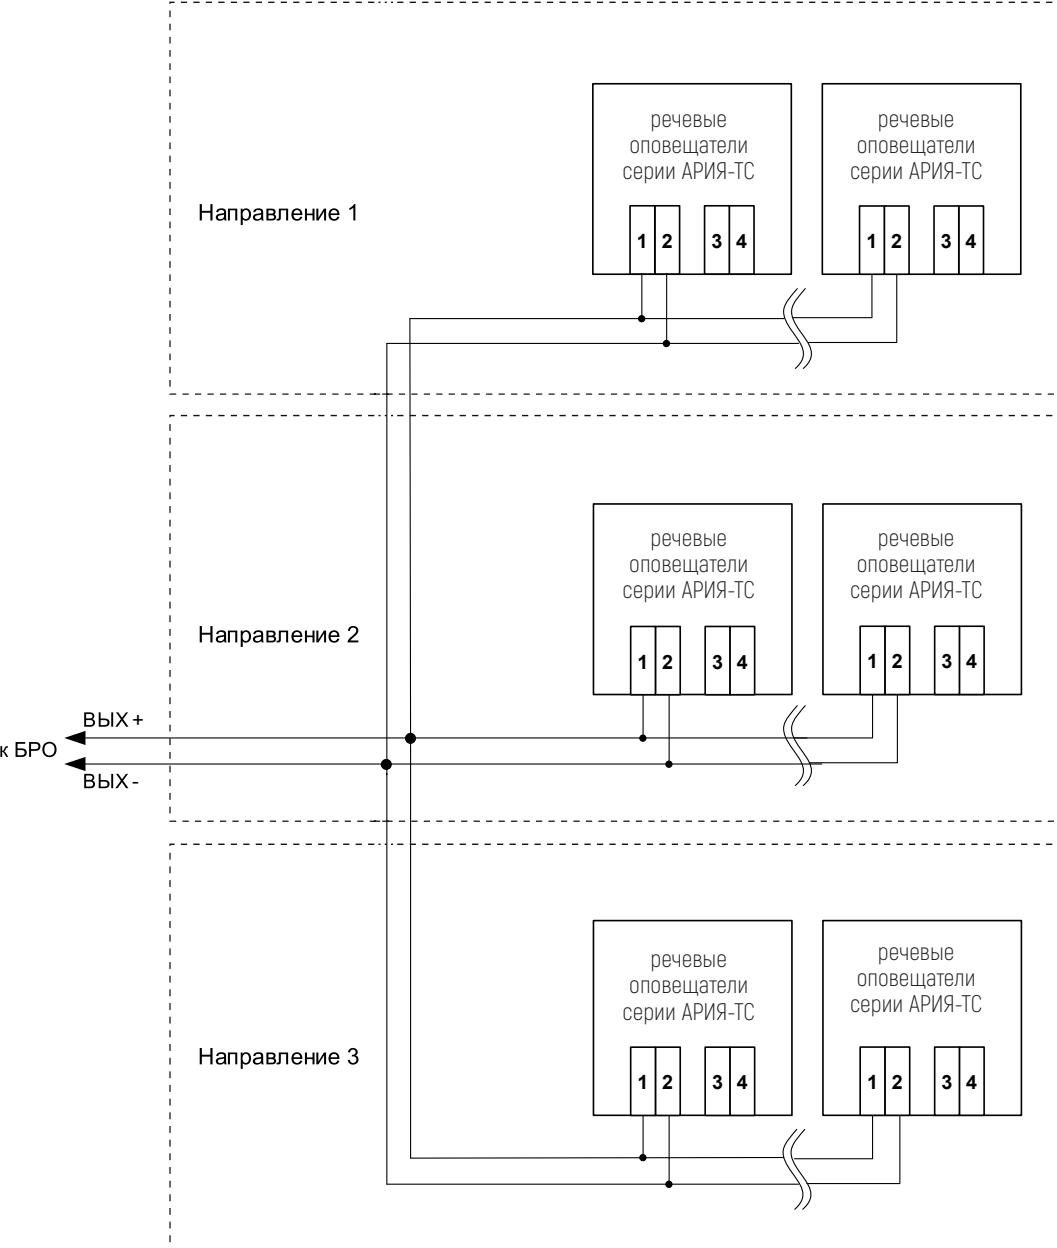 речевые
оповещатели
серии АРИЯ-ТС
1 2 3 4
речевые
оповещатели
серии АРИЯ-ТС
1 2 3 4
Направление 1
речевые
оповещатели
серии АРИЯ-ТС
1 2 3 4
речевые
оповещатели
серии АРИЯ-ТС
1 2 3 4
Направление 2
ВЫХ+
к БРО
ВЫХ-
речевые
оповещатели
серии АРИЯ-ТС
1 2 3 4
речевые
оповещатели
серии АРИЯ-ТС
1 2 3 4
Направление 3